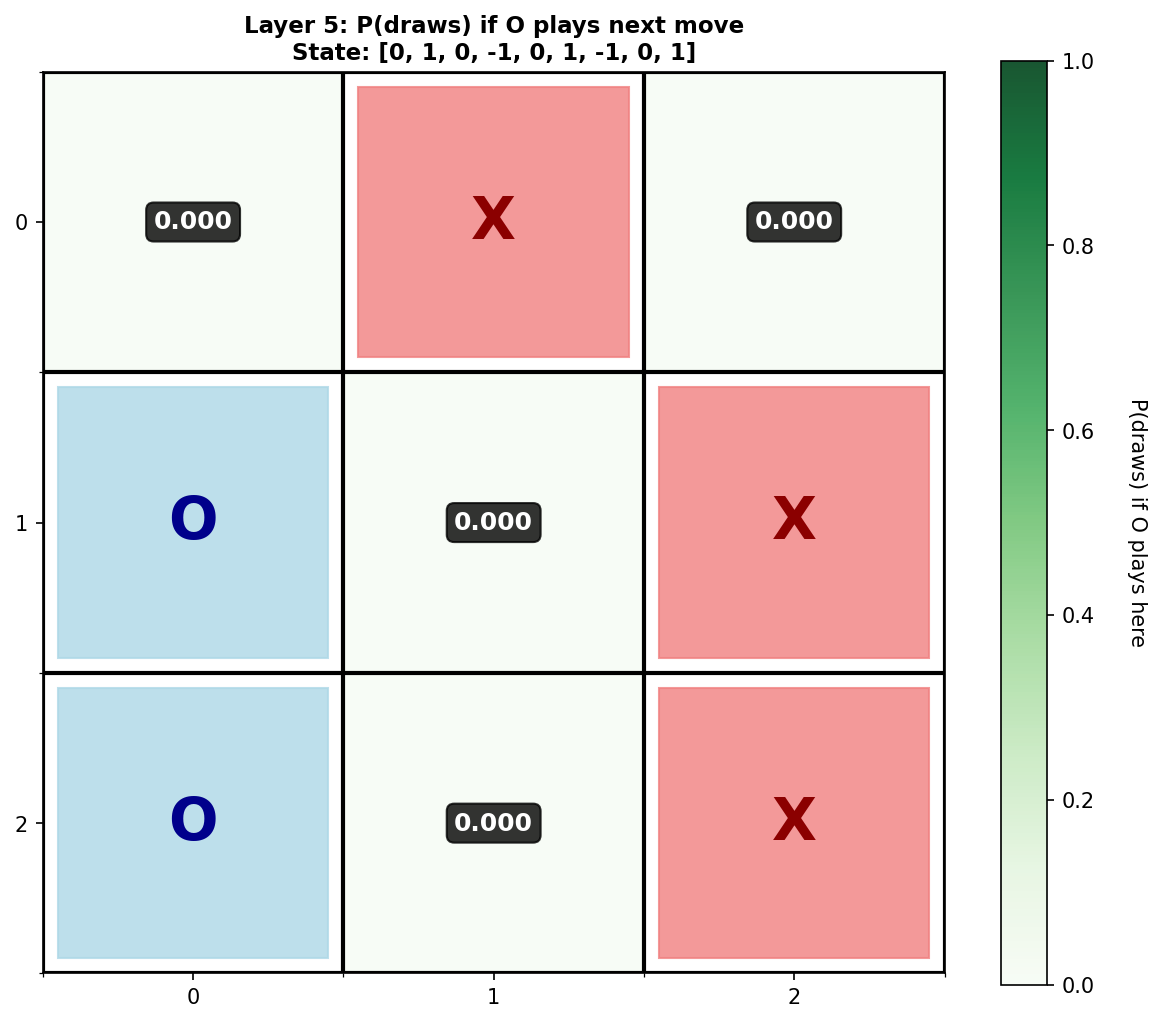 Layer 5: P(draws) if O plays next move
State: [0, 1, 0, -1, 0, 1, -1, 0, 1]
0
0.000
X
0.000
1
O
0.000
X
2
O
0.000
X
0
1
2
1.0
0.8
0.6
0.4
0.2
0.0
P(draws) if O plays here